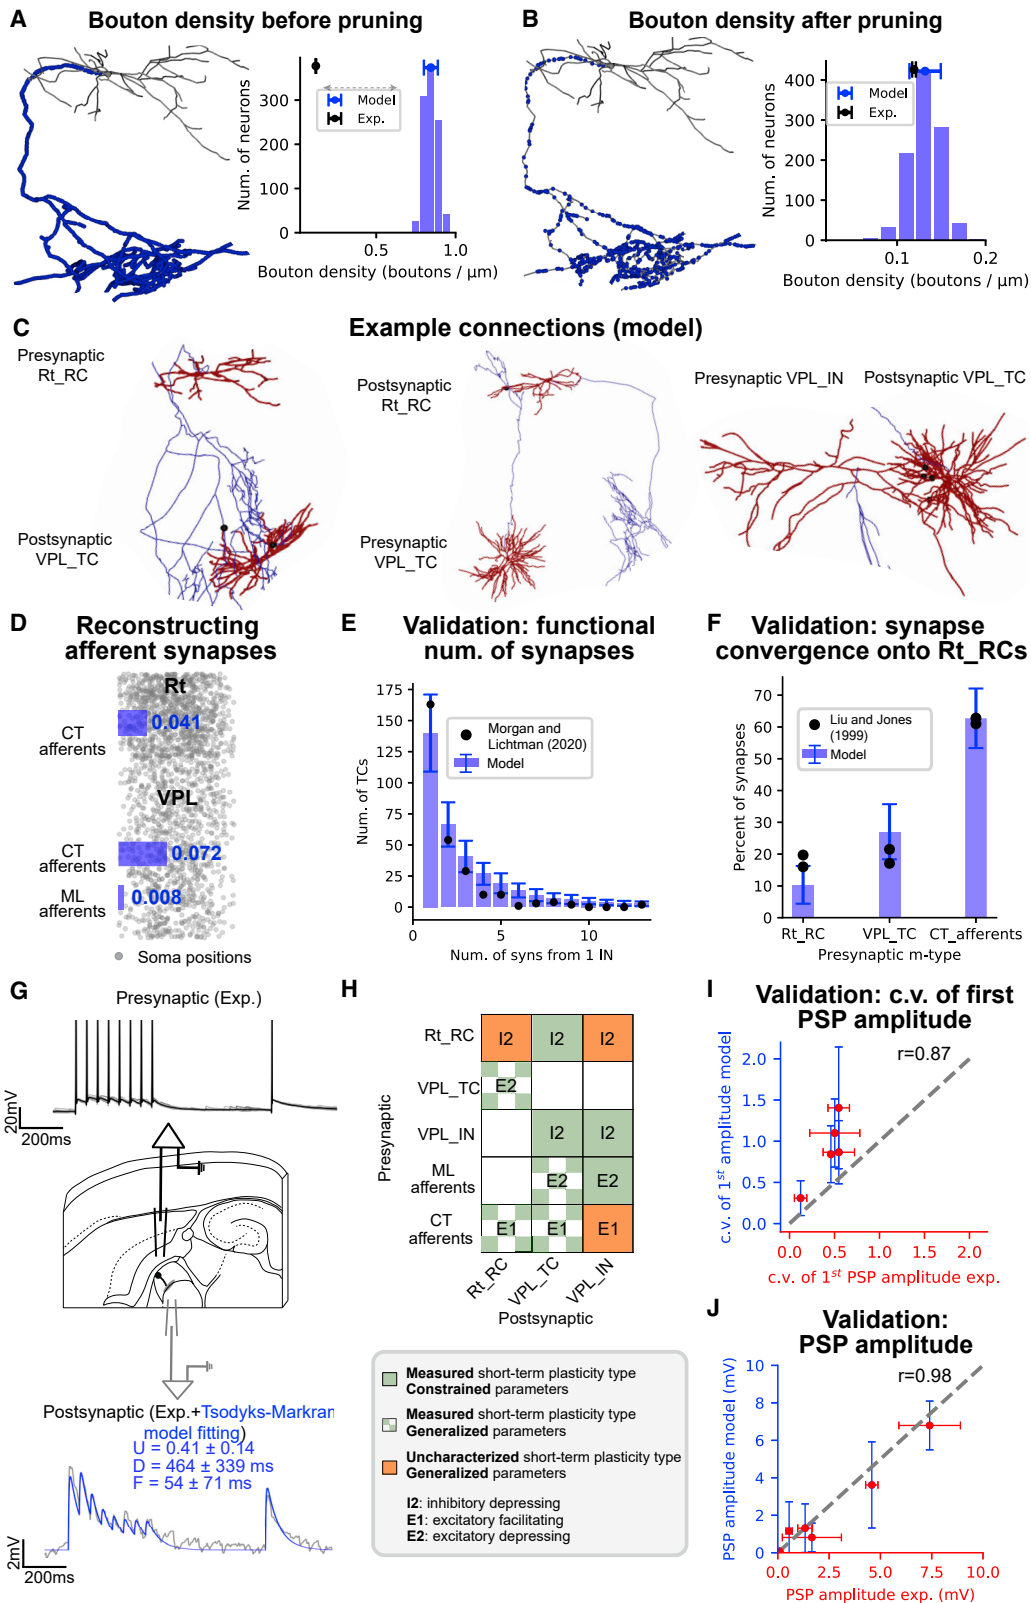 A Bouton density before pruning
Num. of neurons
300
200
100
0
Model
Exp.
0.5 1.0
Bouton density (boutons / μm)
B Bouton density after pruning
Num. of neurons
400
300
200
100
0
Model
Exp.
0.1 0.2
Bouton density (boutons / μm)
C Example connections (model)
Presynaptic
Rt_RC
Postsynaptic
VPL_TC
Postsynaptic
Rt_RC
Presynaptic
VPL_TC
Presynaptic VPL_IN
Postsynaptic VPL_TC
D Reconstructing
afferent synapses
Rt
CT
afferents
0.041
VPL
CT
afferents
0.072
ML
afferents
0.008
Soma positions
E Validation: functional
num. of synapses
Num. of TCs
175
150
125
100
75
50
25
0
Morgan and
Lichtman (2020)
Model
0 5 10
Num. of syns from 1 IN
F Validation: synapse
convergence onto Rt_RCs
Percent of synapses
70
60
50
40
30
20
10
0
Liu and Jones
(1999)
Model
Rt_RC VPL_TC CT_afferents
Presynaptic m-type
G
Presynaptic (Exp.)
20mV
200ms
Postsynaptic (Exp.+Tsodyks-Markran
model fitting)
U = 0.41 ± 0.14
D = 464 ± 339 ms
F = 54 ± 71 ms
2mV
200ms
H
Presynaptic
Rt_RC I2 I2 I2
VPL_TC E2
VPL_IN I2 I2
ML
afferents E2 E2
CT
afferents E1 E1 E1
Rt_RC VPL_TC VPL_IN
Postsynaptic
Measured short-term plasticity type
Constrained parameters
Measured short-term plasticity type
Generalized parameters
Uncharacterized short-term plasticity type
Generalized parameters
I2: inhibitory depressing
E1: excitatory facilitating
E2: excitatory depressing
I Validation: c.v. of first
PSP amplitude
c.v. of 1st amplitude model
r=0.87
2.0
1.5
1.0
0.5
0.0
0.0 0.5 1.0 1.5 2.0
c.v. of 1st PSP amplitude exp.
J Validation:
PSP amplitude
PSP amplitude model (mV)
r=0.98
10
8
6
4
2
0
0.0 2.5 5.0 7.5 10.0
PSP amplitude exp. (mV)